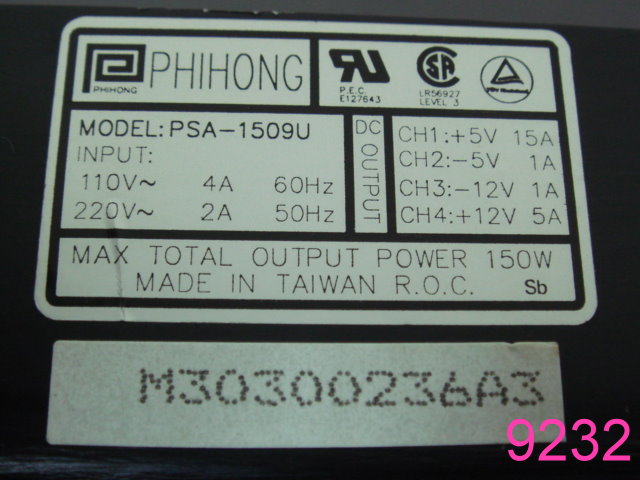 PHIHONG
PHIHONG
P.E.C.
E127643
LR56927
LEVEL 3
MODEL: PSA-1509U
INPUT:
110V~ 4A 60Hz
220V~ 2A 50Hz
DC OUTPUT
CH1:+5V 15A
CH2:-5V 1A
CH3:-12V 1A
CH4:+12V 5A
MAX TOTAL OUTPUT POWER 150W
MADE IN TAIWAN R.O.C. Sb
M30300236A3
9232